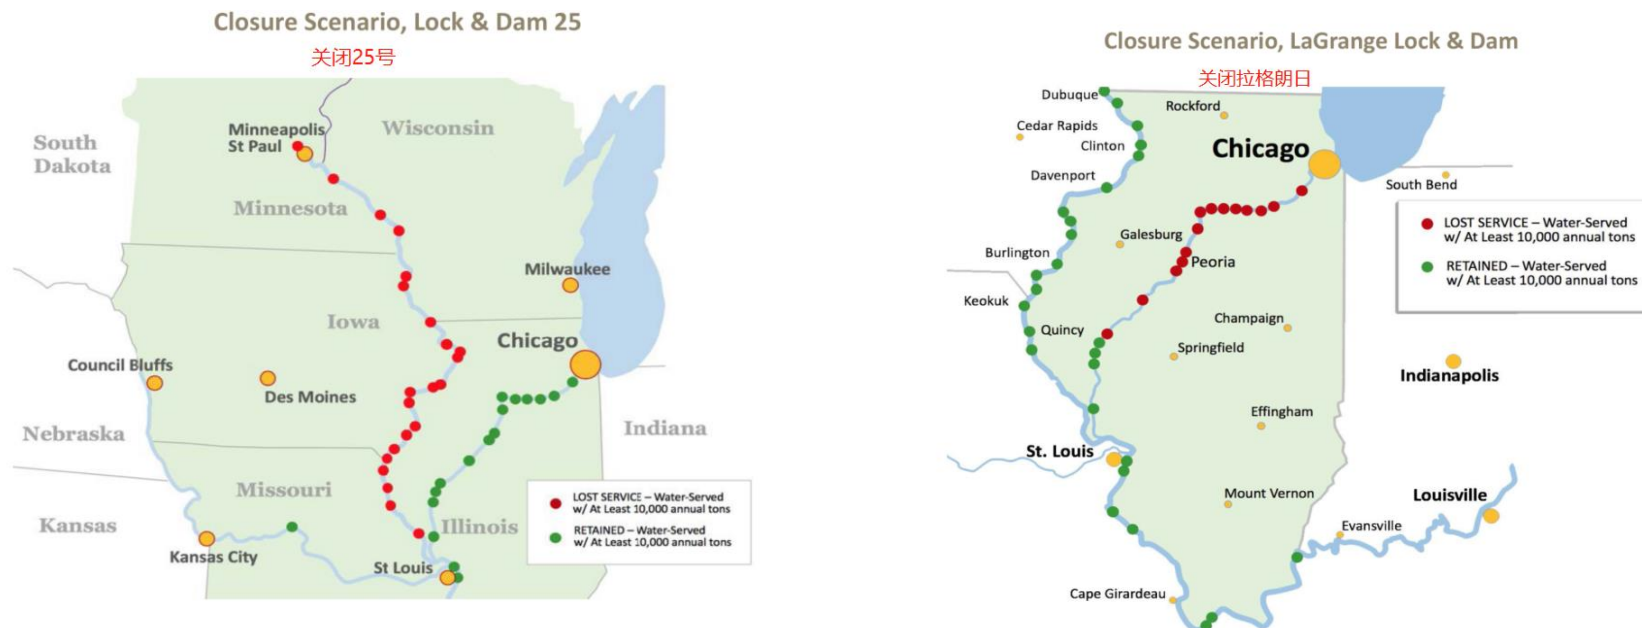 Closure Scenario, Lock & Dam 25
关闭25号
South
Dakota
Minneapolis
St Paul
Wisconsin
Minnesota
Milwaukee
Iowa
Chicago
Council Bluffs
Des Moines
Nebraska
Indiana
Missouri
Kansas
Illinois
Kansas City
St Louis
LOST SERVICE – Water-Served
w/ At Least 10,000 annual tons
RETAINED – Water-Served
w/ At Least 10,000 annual tons
Closure Scenario, LaGrange Lock & Dam
关闭拉格朗日
Dubuque
Rockford
Cedar Rapids
Clinton
Chicago
Davenport
South Bend
Galesburg
Burlington
Peoria
Keokuk
Quincy
Champaign
Springfield
Indianapolis
Effingham
St. Louis
Mount Vernon
Louisville
Evansville
Cape Girardeau
LOST SERVICE – Water-Served
w/ At Least 10,000 annual tons
RETAINED – Water-Served
w/ At Least 10,000 annual tons